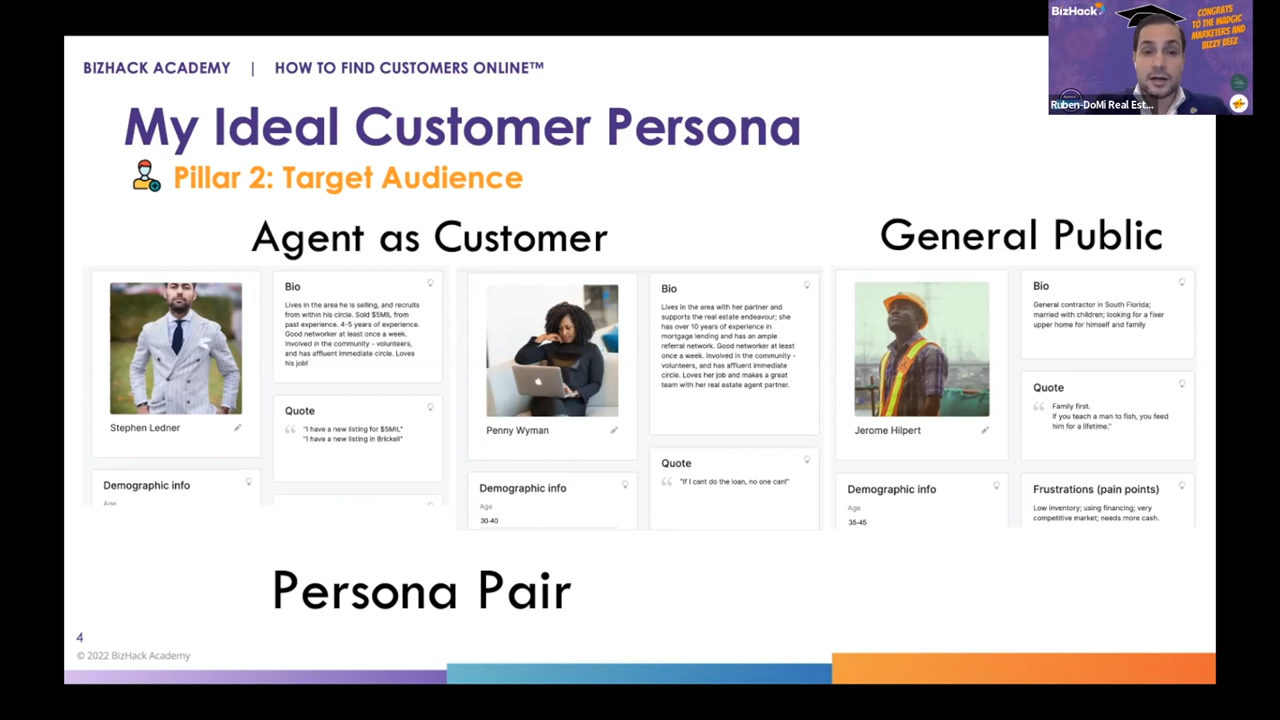 BizHack
CONGRATS
TO THE MADGIC
MARKETERS AND
BIZZY BEEZ
Ruben-DoMi Real Est...
BIZHACK ACADEMY | HOW TO FIND CUSTOMERS ONLINE™
My Ideal Customer Persona
Pillar 2: Target Audience
Agent as Customer
General Public
Stephen Ledner
Demographic info
Age
Bio
Lives in the area he is selling, and recruits
from within his circle. Sold $5MIL from
past experience. 4-5 years of experience.
Good networker at least once a week.
Involved in the community - volunteers,
and has affluent immediate circle. Loves
his job!
Quote
"I have a new listing for $5MIL"
"I have a new listing in Brickell"
Penny Wyman
Demographic info
Age
30-40
Bio
Lives in the area with her partner and
supports the real estate endeavour; she
has over 10 years of experience in
mortgage lending and has an ample
referral network. Good networker at least
once a week. Involved in the community -
volunteers, and has affluent immediate
circle. Loves her job and makes a great
team with her real estate agent partner.
Quote
"If I cant do the loan, no one can!"
Jerome Hilpert
Demographic info
Age
35-45
Bio
General contractor in South Florida;
married with children; looking for a fixer
upper home for himself and family
Quote
Family first.
If you teach a man to fish, you feed
him for a lifetime."
Frustrations (pain points)
Low inventory; using financing; very
competitive market; needs more cash.
Persona Pair
4
© 2022 BizHack Academy